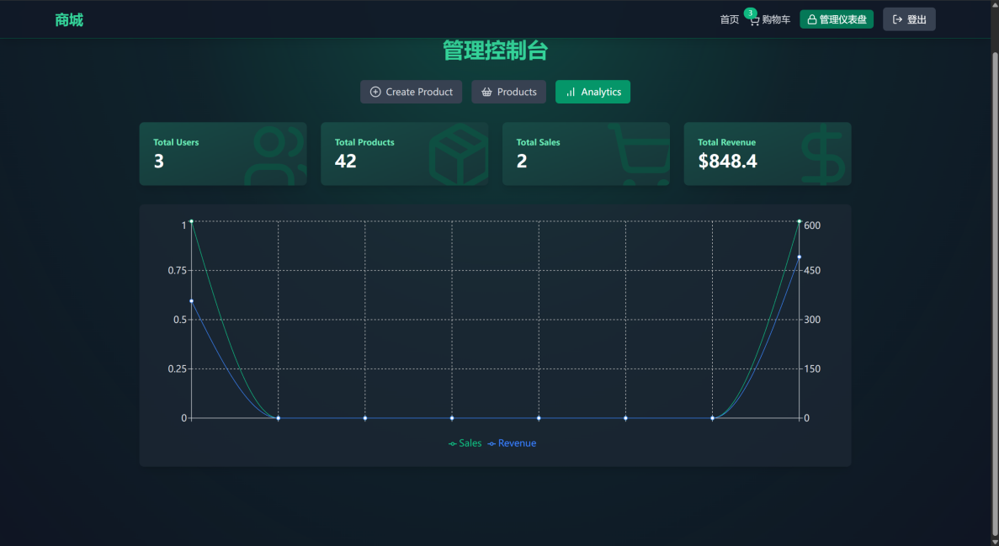 商城
首页 3 购物车 管理仪表盘 登出
管理控制台
Create Product Products Analytics
Total Users
3
Total Products
42
Total Sales
2
Total Revenue
$848.4
1
0.75
0.5
0.25
0
600
450
300
150
0
Sales Revenue